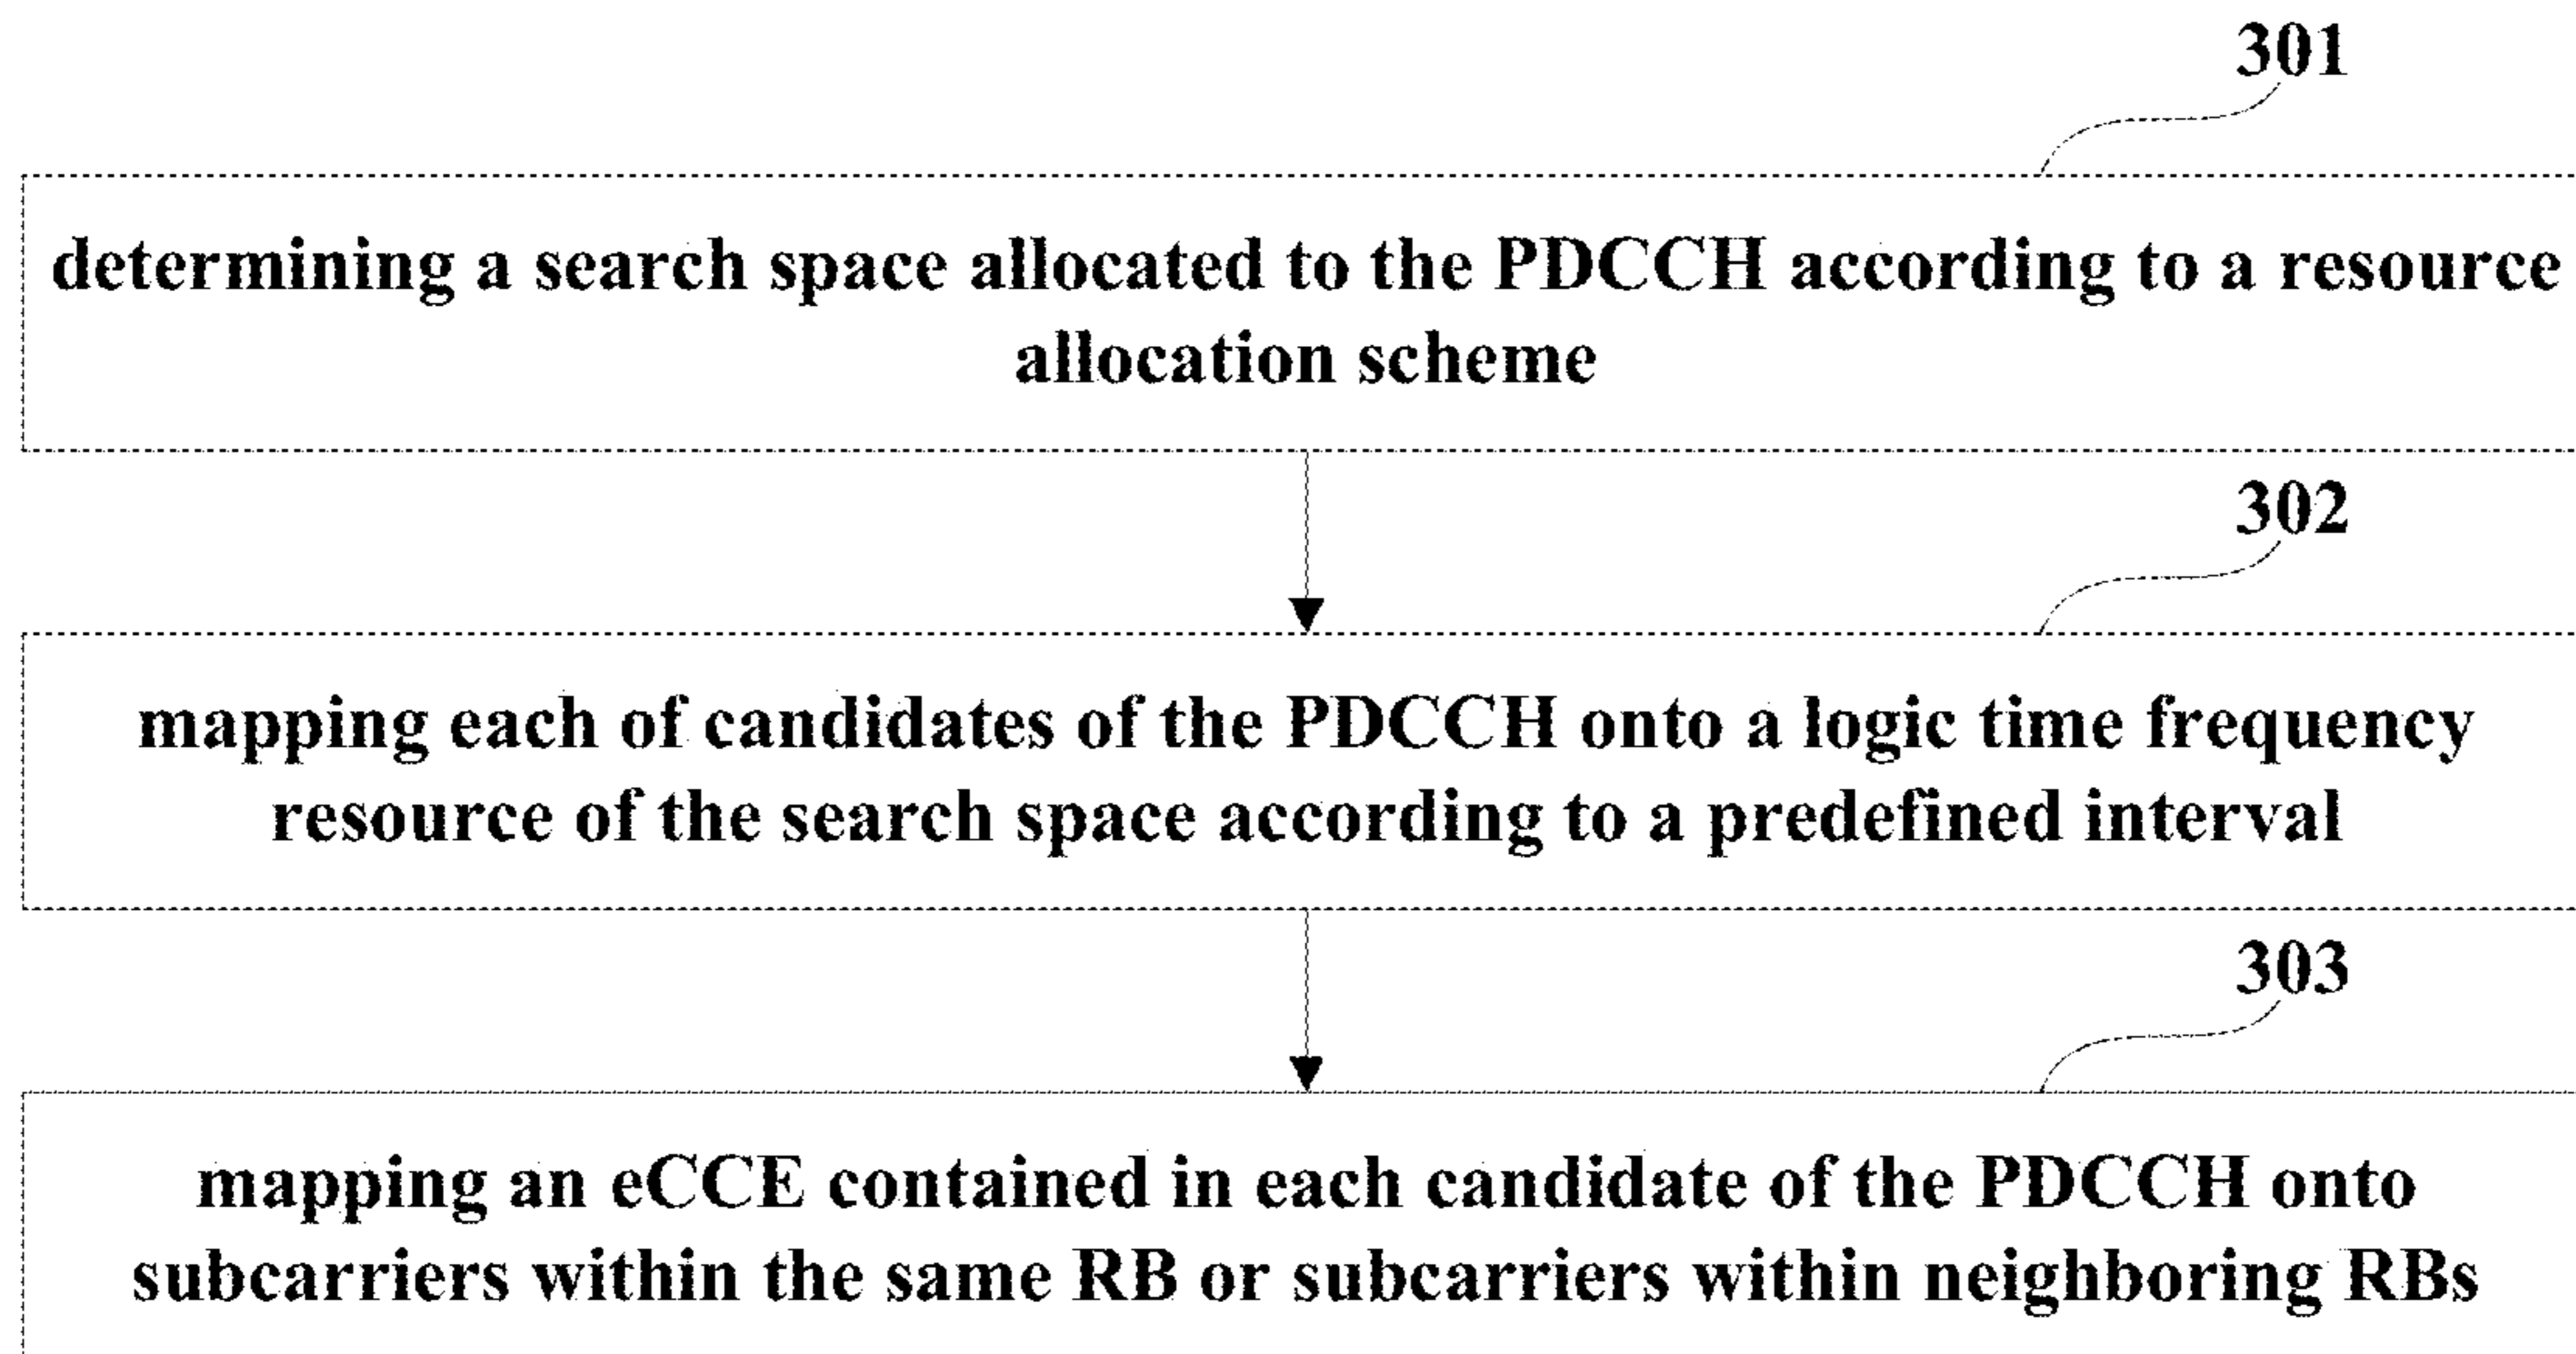 301
determining a search space allocated to the PDCCH according to a resource
allocation scheme
302
mapping each of candidates of the PDCCH onto a logic time frequency
resource of the search space according to a predefined interval
303
mapping an eCCE contained in each candidate of the PDCCH onto
subcarriers within the same RB or subcarriers within neighboring RBs